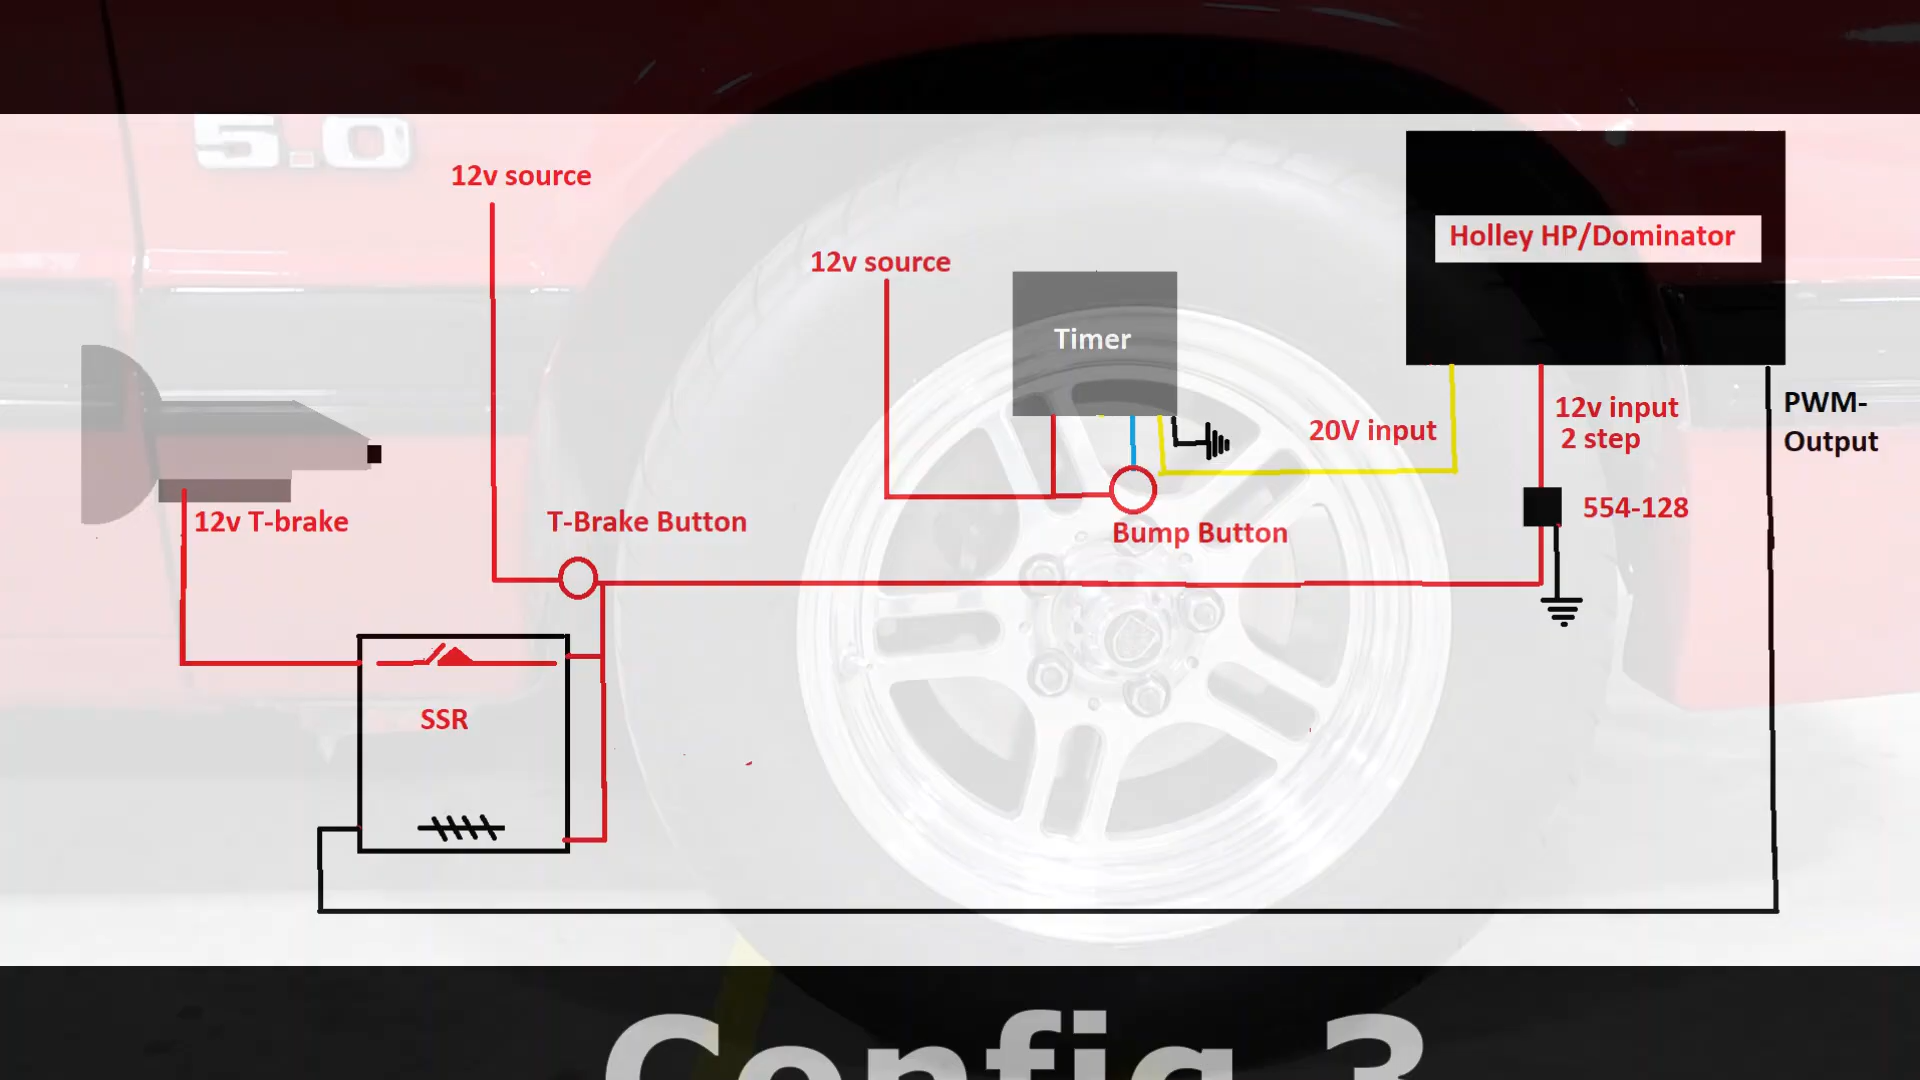 5.0
12v source
12v source
Holley HP/Dominator
Timer
20V input
12v input
2 step
PWM-
Output
12v T-brake
T-Brake Button
Bump Button
554-128
SSR
Config 3